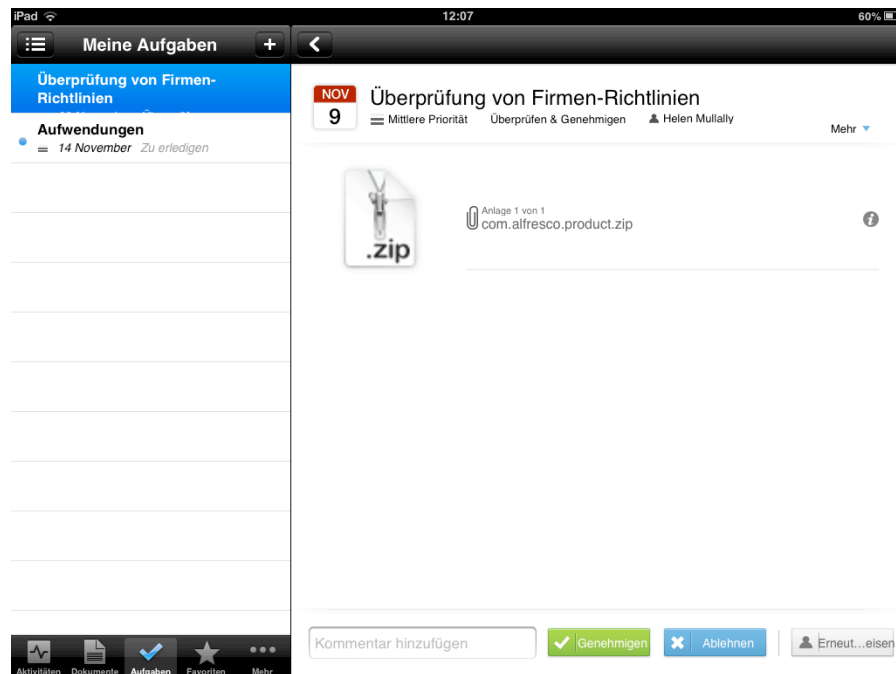 iPad 12:07 60%
Meine Aufgaben +
Überprüfung von Firmen-
Richtlinien
Aufwendungen
14 November Zu erledigen
NOV
9
Überprüfung von Firmen-Richtlinien
Mittlere Priorität Überprüfen & Genehmigen Helen Mullally
Mehr
.zip
Anlage 1 von 1
com.alfresco.product.zip
Kommentar hinzufügen Genehmigen Ablehnen Erneut...eisen
Aktivitäten Dokumente Aufgaben Favoriten Mehr